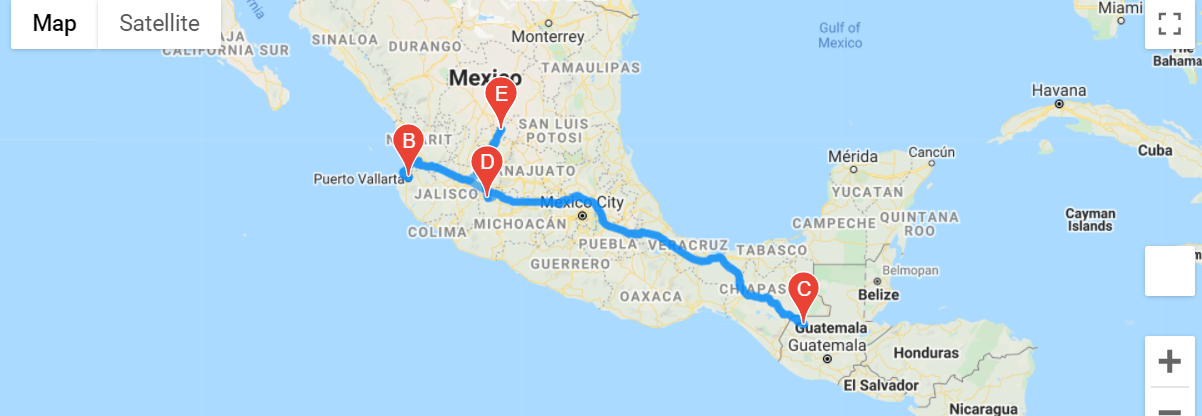 Map
Satellite
CALIFORNIA SUR
SINALOA
DURANGO
Monterrey
TAMAULIPAS
Gulf of
Mexico
Miami
The
Bahama
Mexico
E
SAN LUIS
POTOSI
Havana
Cuba
B
Puerto Vallarta
D
JALISCO
Mexico City
COLIMA
MICHOACÁN
PUEBLA
VERACRUZ
TABASCO
Mérida
Cancún
YUCATAN
CAMPECHE
QUINTANA
ROO
Cayman
Islands
GUERRERO
OAXACA
CHIAPAS
C
Belmopan
Belize
Guatemala
Guatemala
Honduras
El Salvador
Nicaragua
+